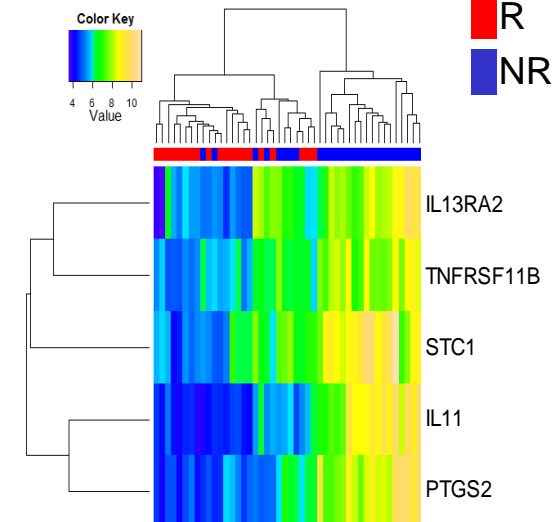 Color Key
4 6 8 10
Value
R
NR
IL13RA2
TNFRSF11B
STC1
IL11
PTGS2